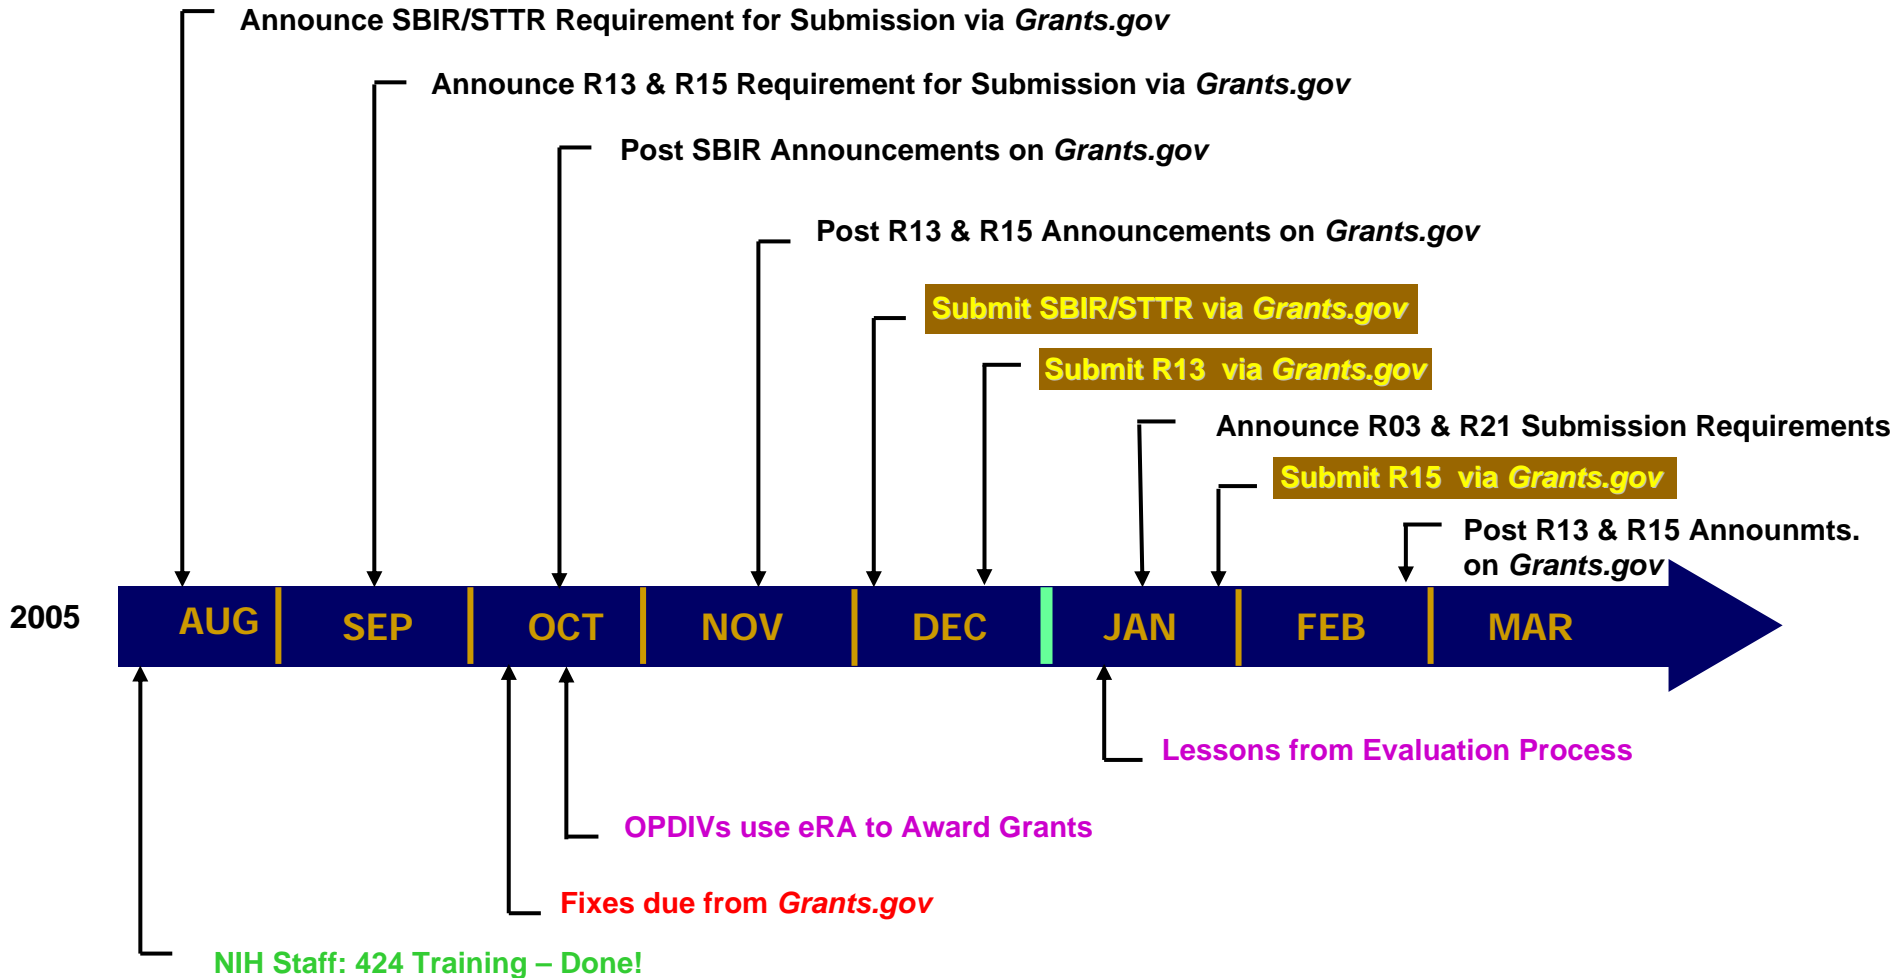 Announce SBIR/STTR Requirement for Submission via Grants.gov
Announce R13 & R15 Requirement for Submission via Grants.gov
Post SBIR Announcements on Grants.gov
Post R13 & R15 Announcements on Grants.gov
Submit SBIR/STTR via Grants.gov
Submit R13 via Grants.gov
Announce R03 & R21 Submission Requirements
Submit R15 via Grants.gov
Post R13 & R15 Announmts.
on Grants.gov
2005
AUG SEP OCT NOV DEC JAN FEB MAR
Lessons from Evaluation Process
OPDIVs use eRA to Award Grants
Fixes due from Grants.gov
NIH Staff: 424 Training – Done!